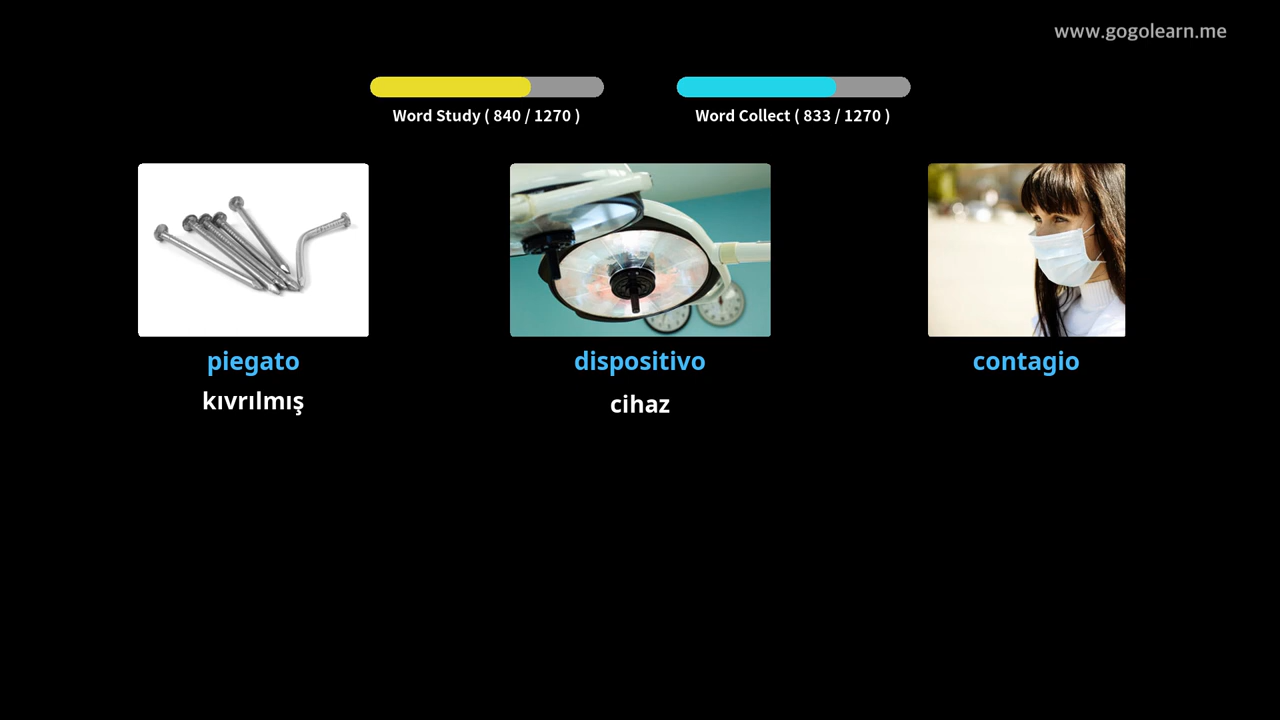 www.gogolearn.me
Word Study ( 840 / 1270 )
Word Collect ( 833 / 1270 )
piegato
dispositivo
contagio
kıvrılmış
cihaz